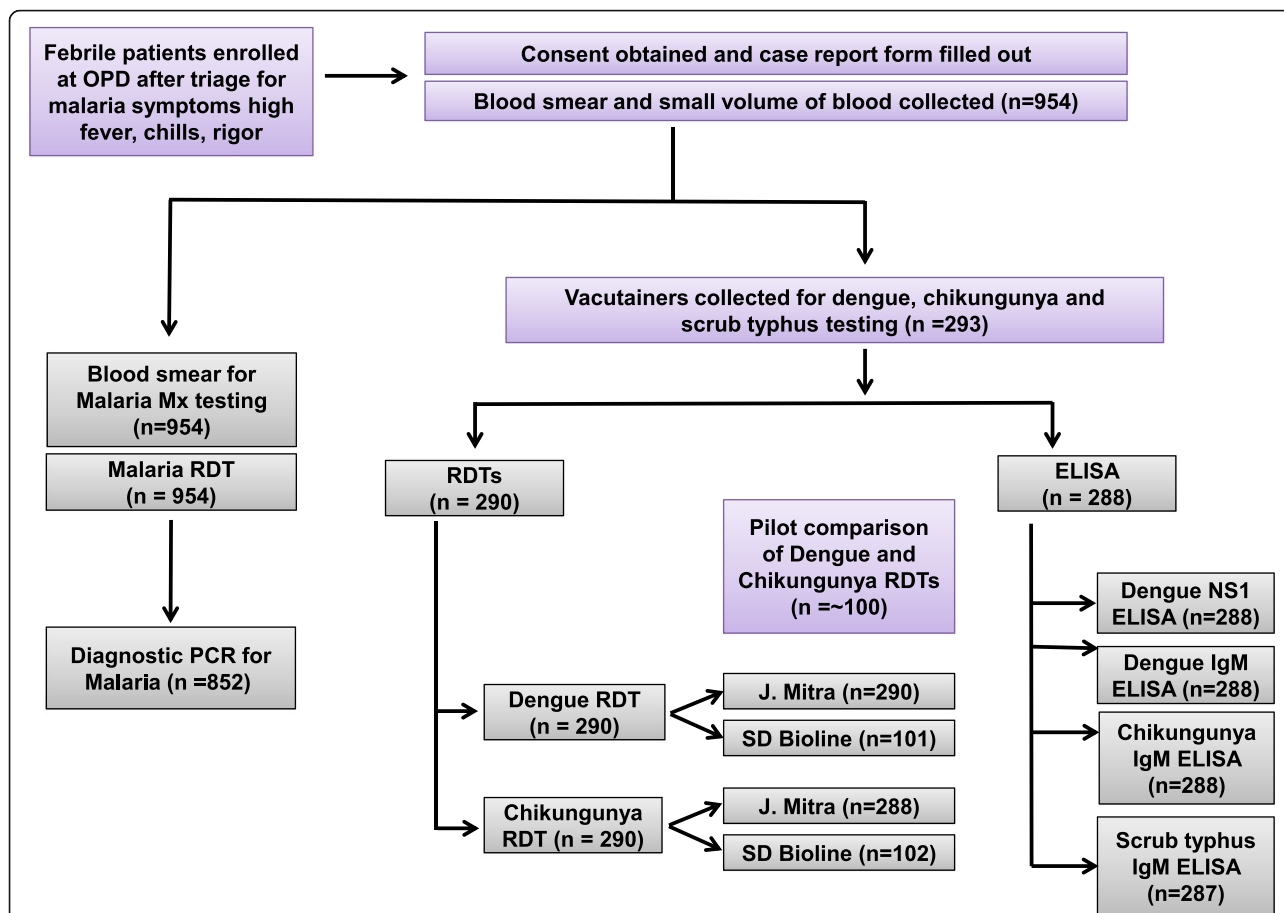 Febrile patients enrolled
at OPD after triage for
malaria symptoms high
fever, chills, rigor
Consent obtained and case report form filled out
Blood smear and small volume of blood collected (n=954)
Vacutainers collected for dengue, chikungunya and
scrub typhus testing (n =293)
Blood smear for
Malaria Mx testing
(n=954)
Malaria RDT
(n = 954)
Diagnostic PCR for
Malaria (n =852)
RDTs
(n = 290)
Pilot comparison
of Dengue and
Chikungunya RDTs
(n =~100)
Dengue RDT
(n = 290)
J. Mitra (n=290)
SD Bioline (n=101)
Chikungunya
RDT (n = 290)
J. Mitra (n=288)
SD Bioline (n=102)
ELISA
(n = 288)
Dengue NS1
ELISA (n=288)
Dengue IgM
ELISA (n=288)
Chikungunya
IgM ELISA
(n=288)
Scrub typhus
IgM ELISA
(n=287)